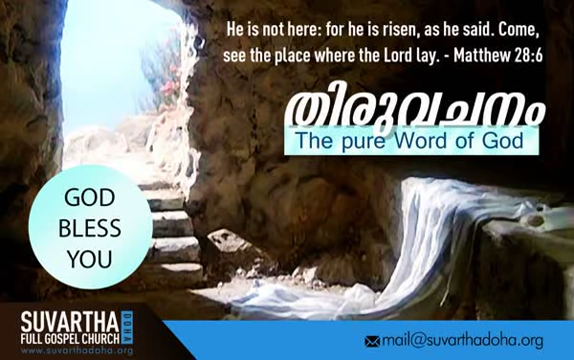 He is not here: for he is risen, as he said. Come,
see the place where the Lord lay. - Matthew 28:6
തിരുവചനം
The pure Word of God
GOD
BLESS
YOU
SUVARTHA
DOHA
FULL GOSPEL CHURCH
www.suvarthadoha.org
mail@suvarthadoha.org